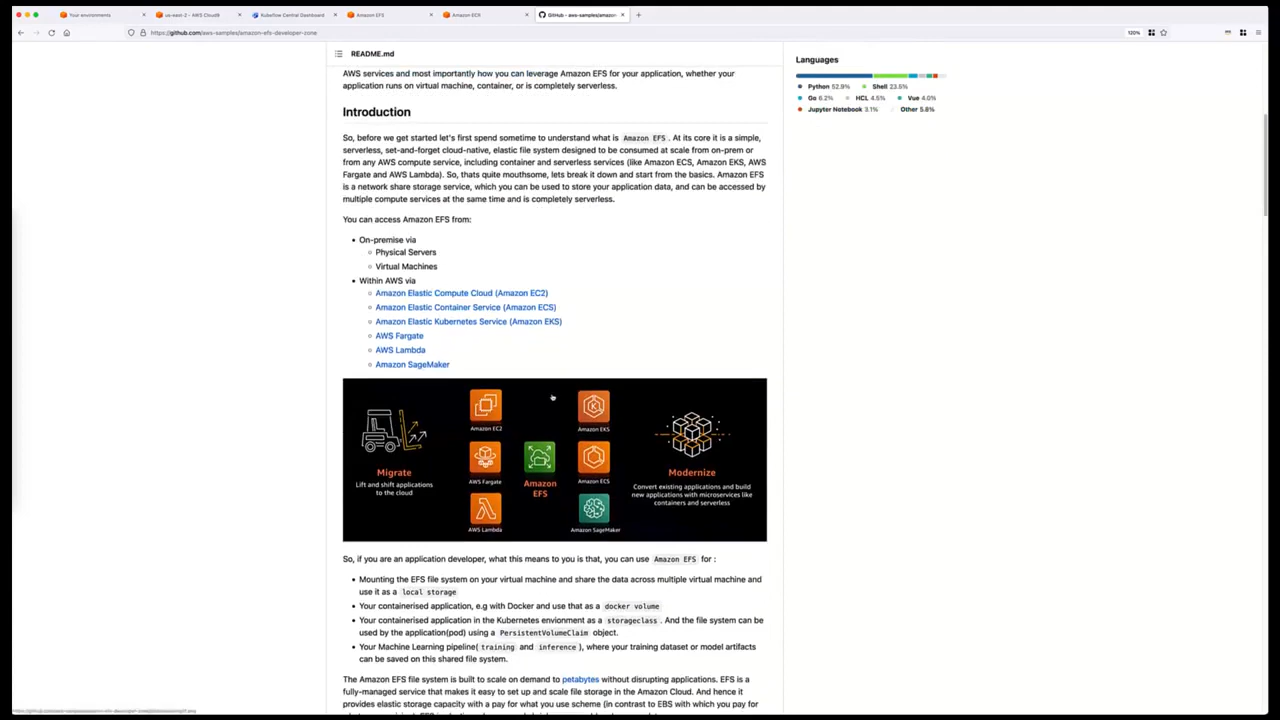 Your environments
us-east-2 - AWS Cloud9
Kubeflow Central Dashboard
Amazon EFS
Amazon ECR
GitHub - aws-samples/amazon-
https://github.com/aws-samples/amazon-efs-developer-zone
120%
README.md
AWS services and most importantly how you can leverage Amazon EFS for your application, whether your
application runs on virtual machine, container, or is completely serverless.
Introduction
So, before we get started let's first spend sometime to understand what is Amazon EFS . At its core it is a simple,
serverless, set-and-forget cloud-native, elastic file system designed to be consumed at scale from on-prem or
from any AWS compute service, including container and serverless services (like Amazon ECS, Amazon EKS, AWS
Fargate and AWS Lambda). So, thats quite mouthsome, lets break it down and start from the basics. Amazon EFS
is a network share storage service, which you can be used to store your application data, and can be accessed by
multiple compute services at the same time and is completely serverless.
You can access Amazon EFS from:
On-premise via
Physical Servers
Virtual Machines
Within AWS via
Amazon Elastic Compute Cloud (Amazon EC2)
Amazon Elastic Container Service (Amazon ECS)
Amazon Elastic Kubernetes Service (Amazon EKS)
AWS Fargate
AWS Lambda
Amazon SageMaker
Migrate
Lift and shift applications
to the cloud
Amazon EC2
AWS Fargate
AWS Lambda
Amazon
EFS
Amazon EKS
Amazon ECS
Amazon SageMaker
Modernize
Convert existing applications and build
new applications with microservices like
containers and serverless
So, if you are an application developer, what this means to you is that, you can use Amazon EFS for :
Mounting the EFS file system on your virtual machine and share the data across multiple virtual machine and
use it as a local storage
Your containerised application, e.g with Docker and use that as a docker volume
Your containerised application in the Kubernetes envionment as a storageclass . And the file system can be
used by the application(pod) using a PersistentVolumeClaim object.
Your Machine Learning pipeline( training and inference ), where your training dataset or model artifacts
can be saved on this shared file system.
The Amazon EFS file system is built to scale on demand to petabytes without disrupting applications. EFS is a
fully-managed service that makes it easy to set up and scale file storage in the Amazon Cloud. And hence it
provides elastic storage capacity with a pay for what you use scheme (in contrast to EBS with which you pay for
Languages
Python 52.9% Shell 23.5%
Go 6.2% HCL 4.5% Vue 4.0%
Jupyter Notebook 3.1% Other 5.8%